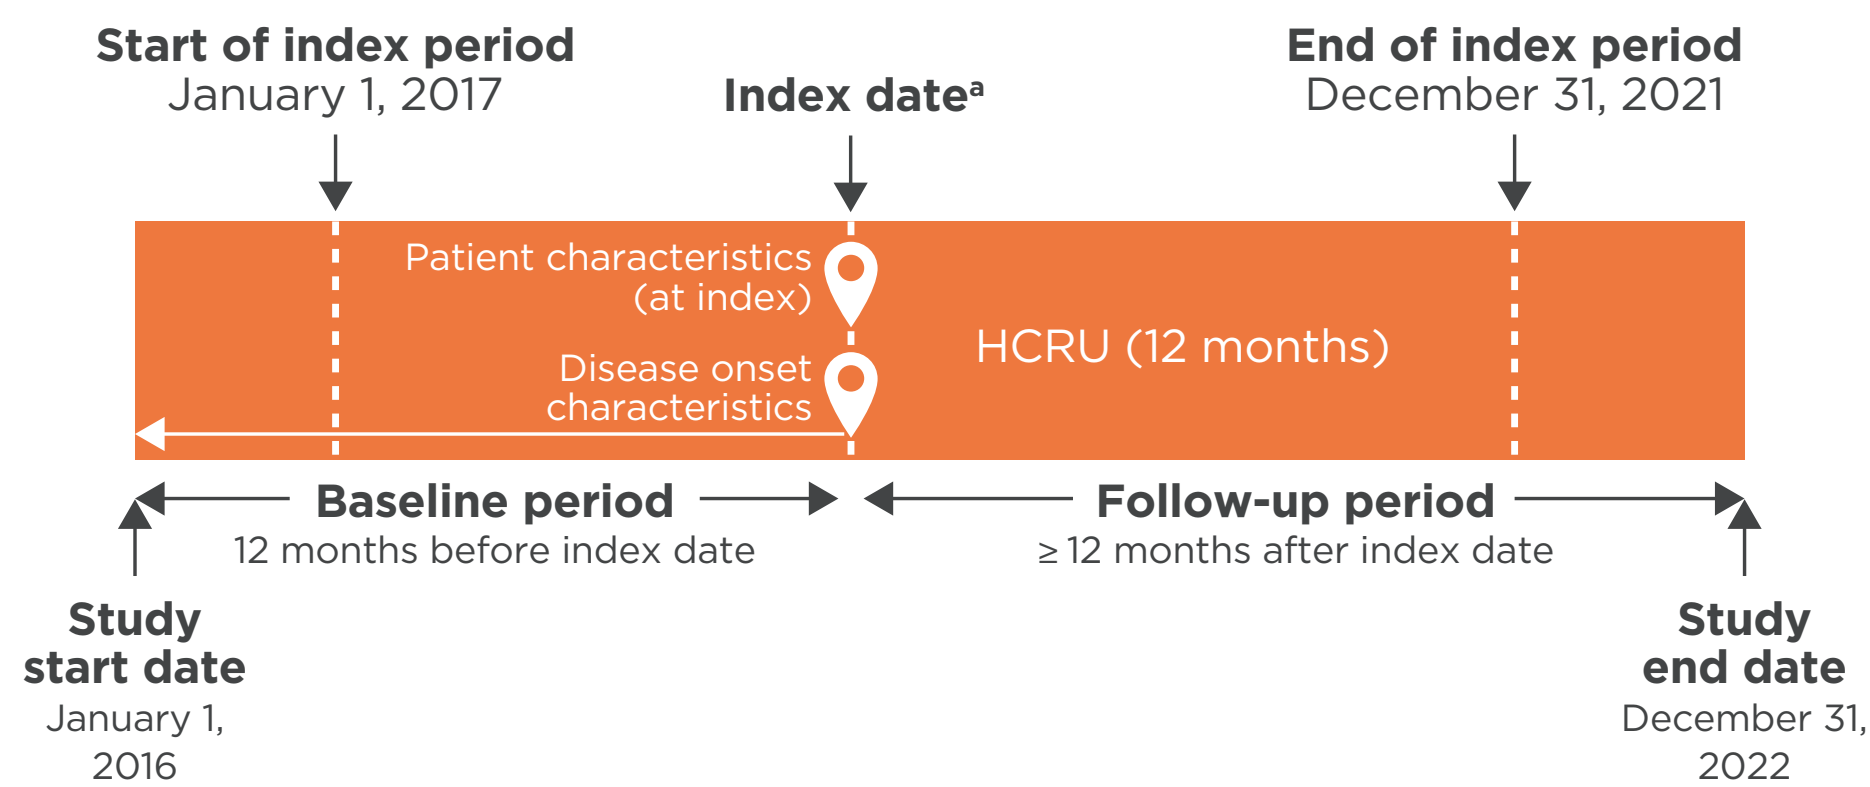 Start of index period
January 1, 2017
Index dateᵃ
End of index period
December 31, 2021
Patient characteristics
(at index)
Disease onset
characteristics
HCRU (12 months)
Baseline period
12 months before index date
Follow-up period
≥ 12 months after index date
Study
start date
January 1,
2016
Study
end date
December 31,
2022